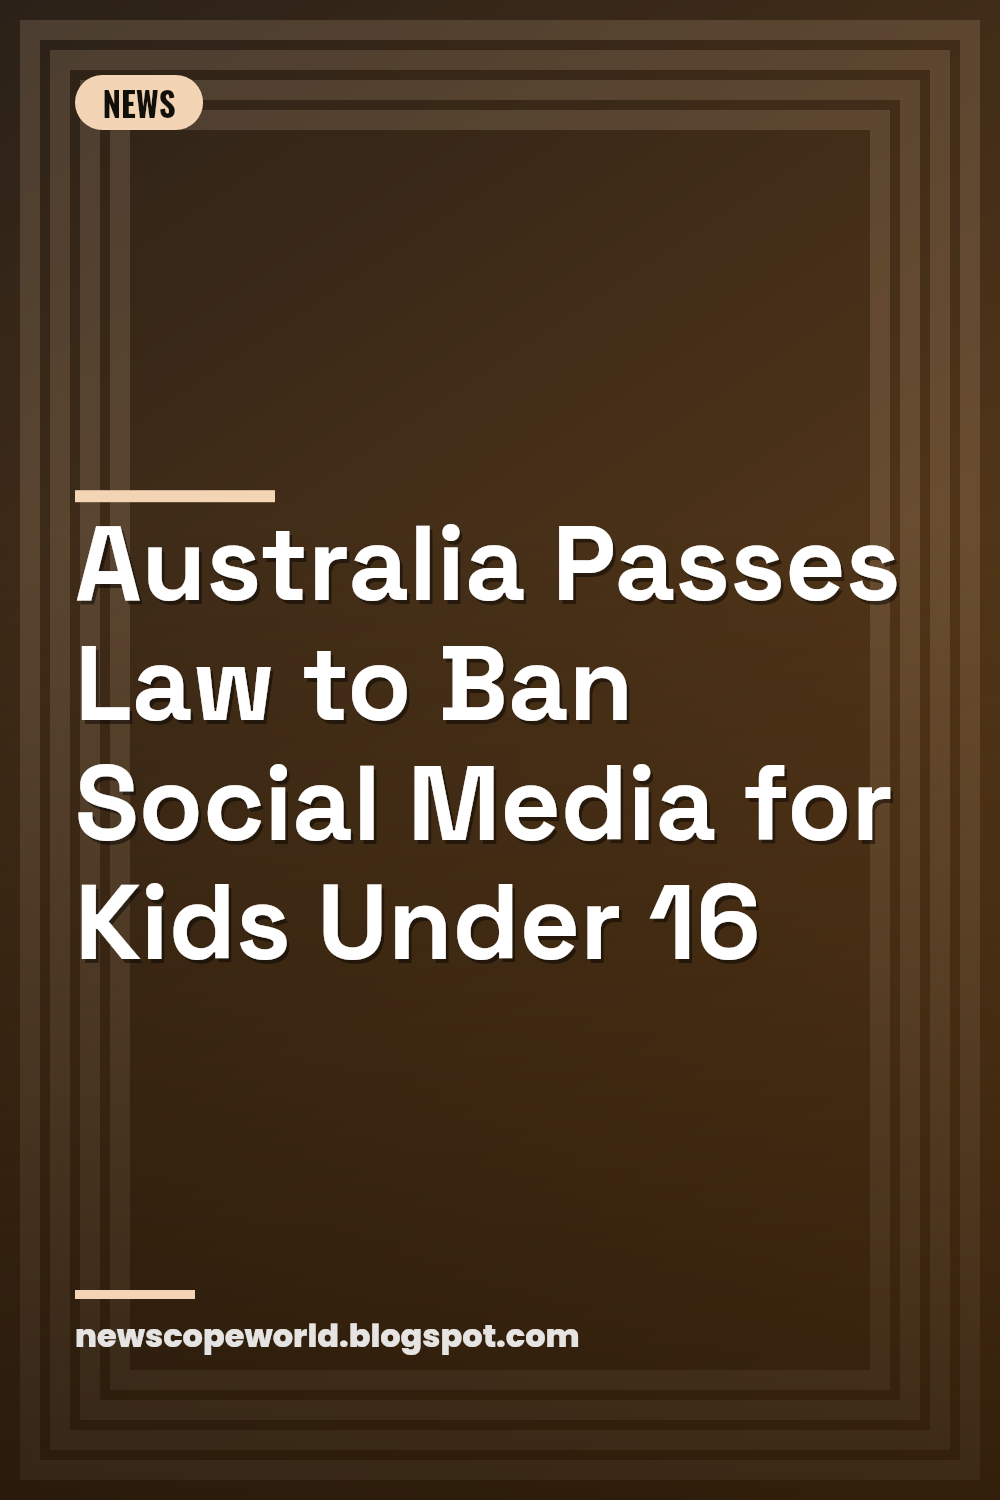 NEWS
Australia Passes
Law to Ban
Social Media for
Kids Under 16
newscopeworld.blogspot.com